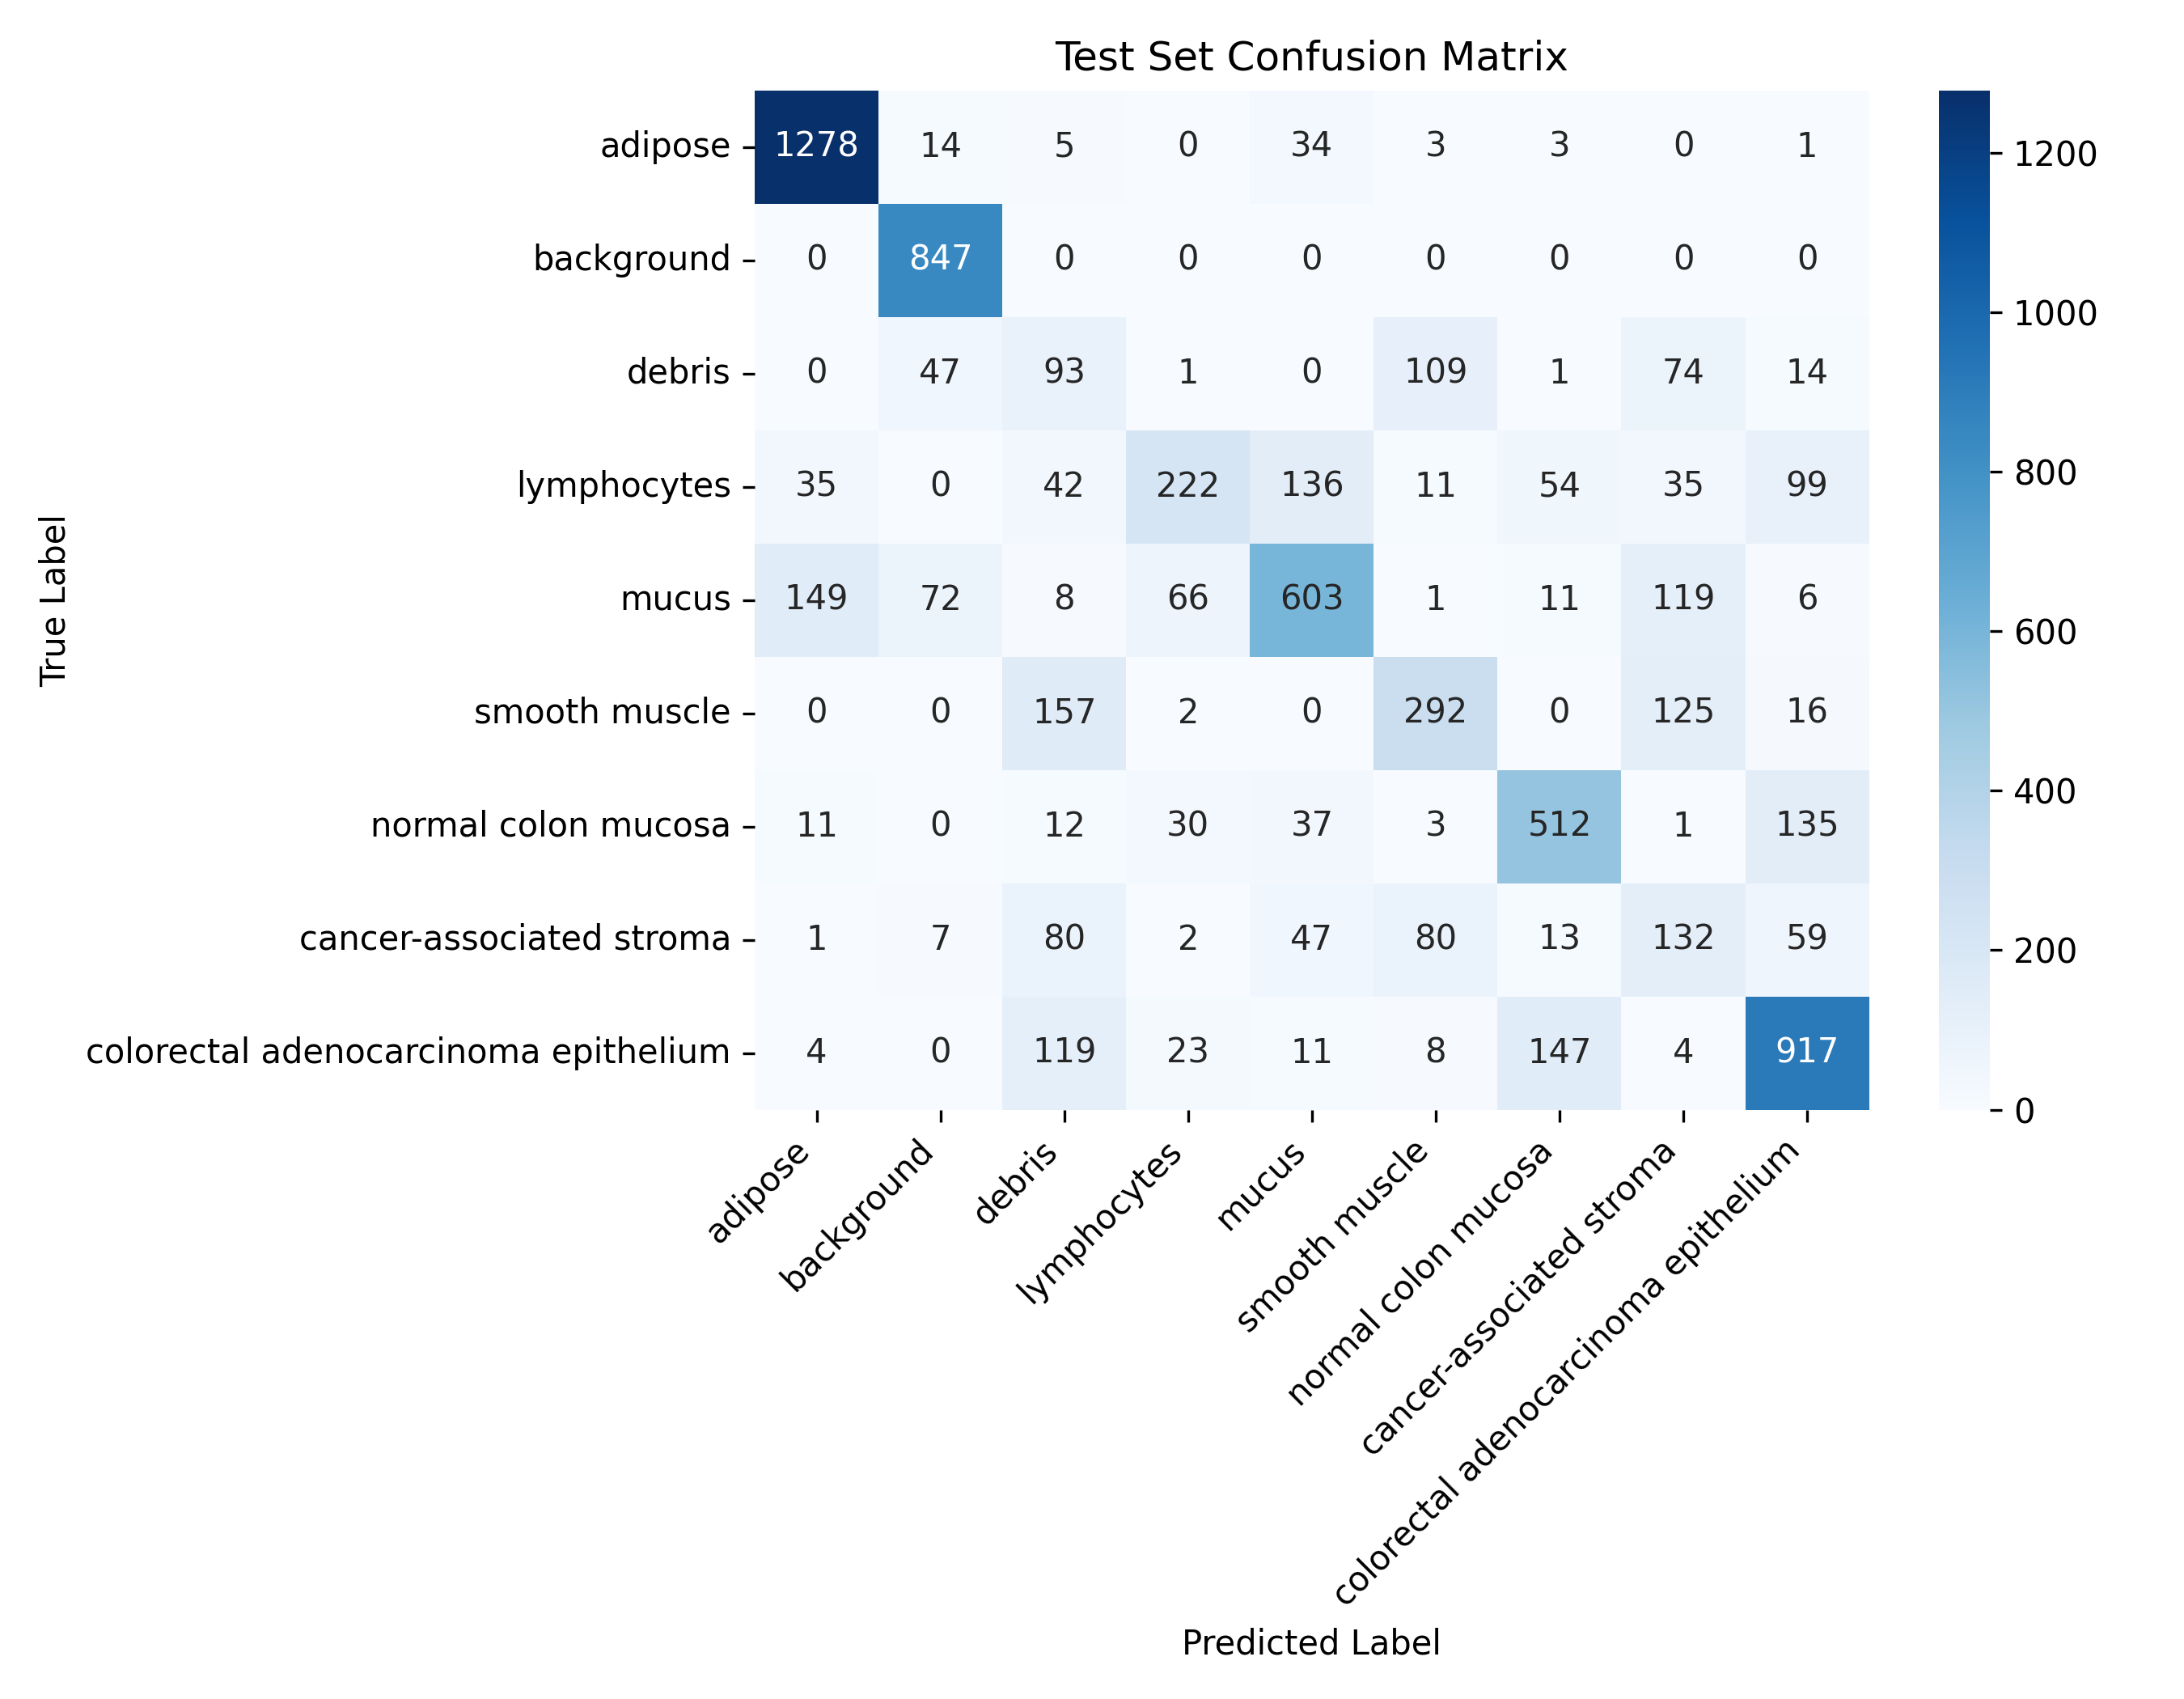 Test Set Confusion Matrix
adipose 1278 14 5 0 34 3 3 0 1
background 0 847 0 0 0 0 0 0 0
debris 0 47 93 1 0 109 1 74 14
lymphocytes 35 0 42 222 136 11 54 35 99
mucus 149 72 8 66 603 1 11 119 6
smooth muscle 0 0 157 2 0 292 0 125 16
normal colon mucosa 11 0 12 30 37 3 512 1 135
cancer-associated stroma 1 7 80 2 47 80 13 132 59
colorectal adenocarcinoma epithelium 4 0 119 23 11 8 147 4 917
True Label
adipose
background
debris
lymphocytes
mucus
smooth muscle
normal colon mucosa
cancer-associated stroma
colorectal adenocarcinoma epithelium
Predicted Label
1200
1000
800
600
400
200
0